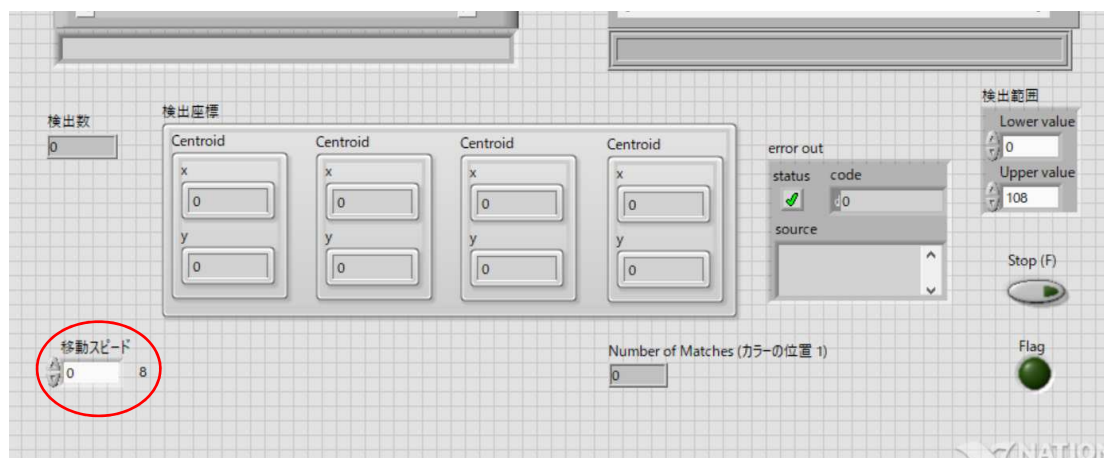 検出数
0
検出座標
Centroid
x
0
y
0
Centroid
x
0
y
0
Centroid
x
0
y
0
Centroid
x
0
y
0
error out
status code
d0
source
検出範囲
Lower value
0
Upper value
108
Stop (F)
移動スピード
0 8
Number of Matches (カラーの位置 1)
0
Flag
NATION